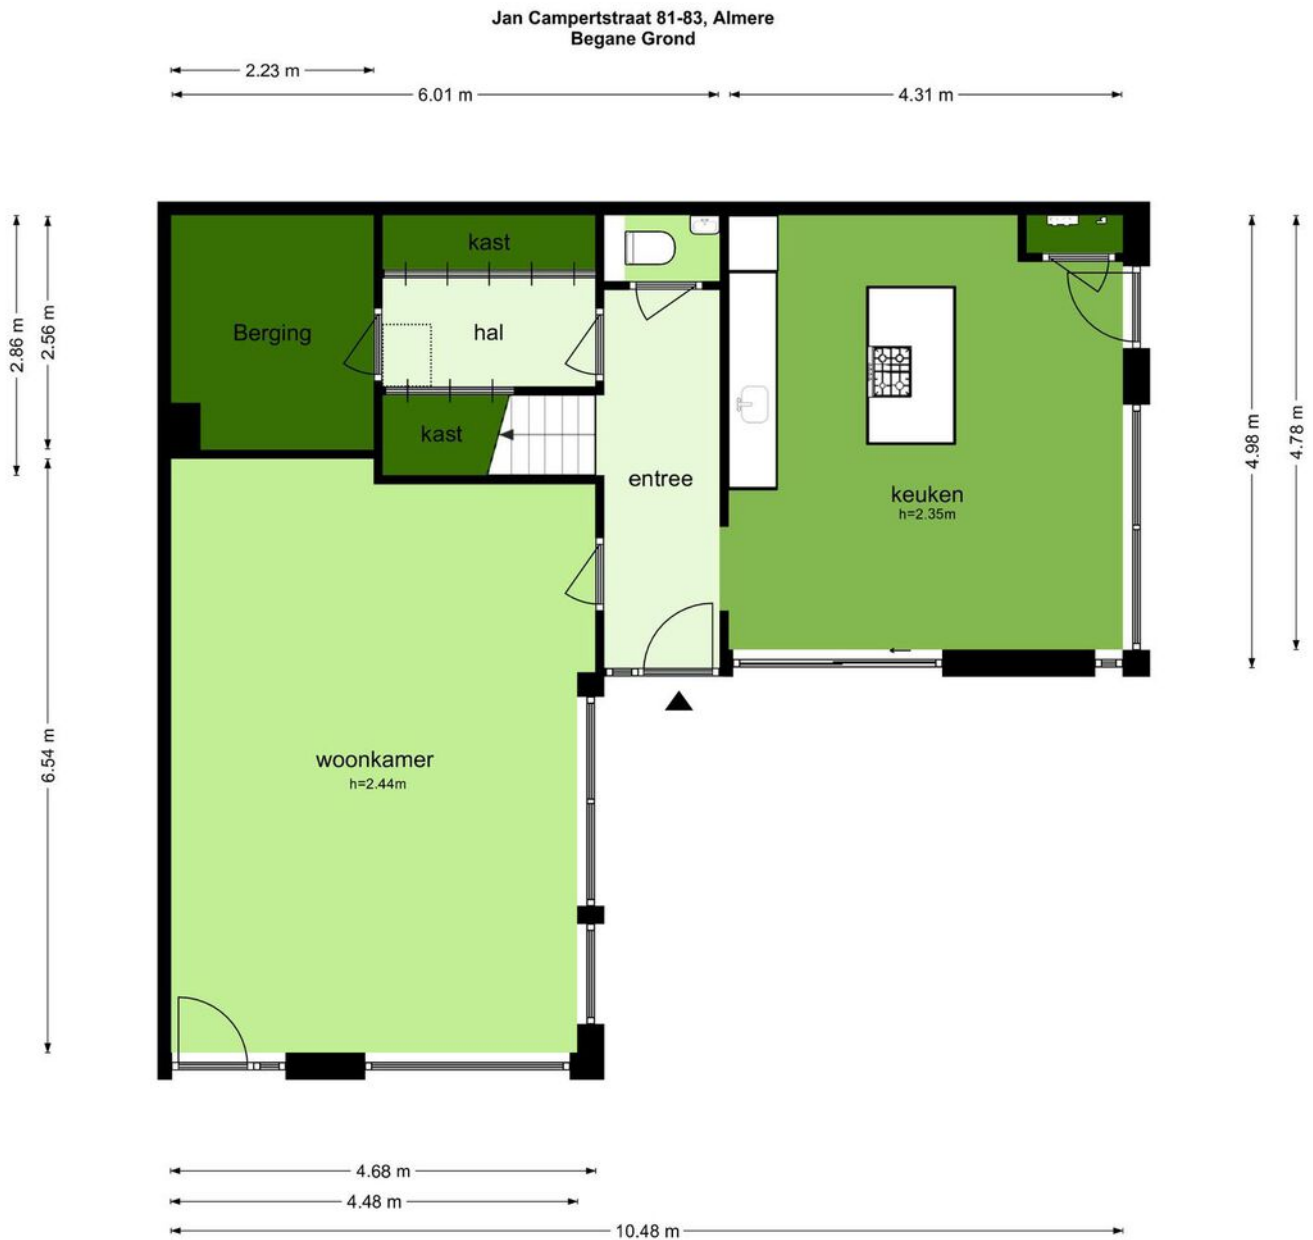 Jan Campertstraat 81-83, Almere
Begane Grond
2.23 m
6.01 m
4.31 m
2.86 m
2.56 m
6.54 m
4.98 m
4.78 m
kast
Berging
hal
kast
entree
keuken
h=2.35m
woonkamer
h=2.44m
4.68 m
4.48 m
10.48 m